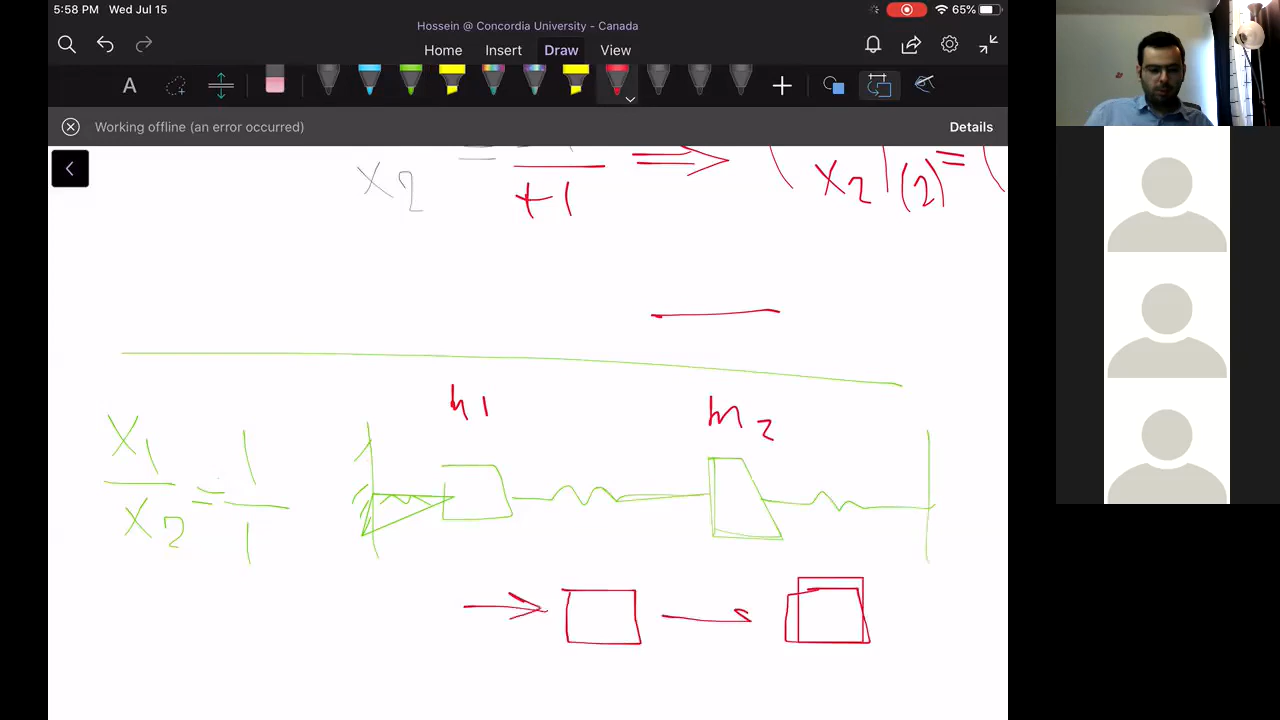 5:58 PM Wed Jul 15
65%
Hossein @ Concordia University - Canada
Home Insert Draw View
A
Working offline (an error occurred)
Details
X2 = +1 ⇒ ( X2 )(2) = (
m1
m2
X1
X2
= 1
1